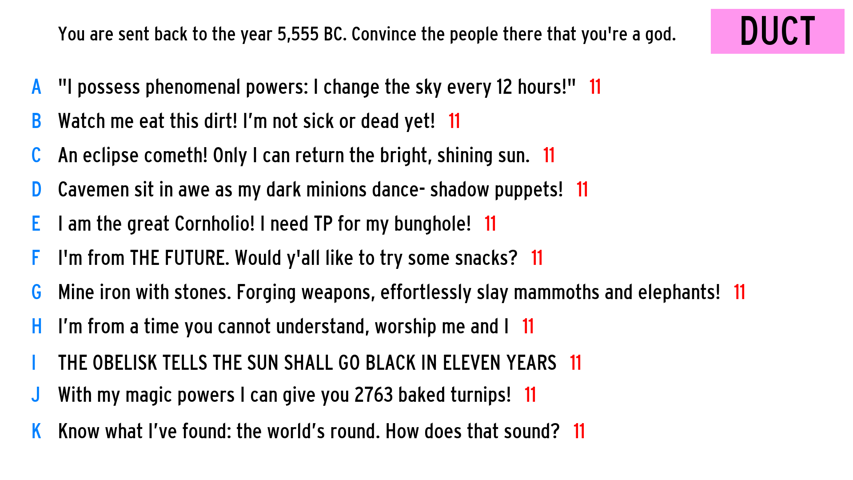 You are sent back to the year 5,555 BC. Convince the people there that you're a god.
DUCT
A "I possess phenomenal powers: I change the sky every 12 hours!" 11
B Watch me eat this dirt! I’m not sick or dead yet! 11
C An eclipse cometh! Only I can return the bright, shining sun. 11
D Cavemen sit in awe as my dark minions dance- shadow puppets! 11
E I am the great Cornholio! I need TP for my bunghole! 11
F I'm from THE FUTURE. Would y'all like to try some snacks? 11
G Mine iron with stones. Forging weapons, effortlessly slay mammoths and elephants! 11
H I’m from a time you cannot understand, worship me and I 11
I THE OBELISK TELLS THE SUN SHALL GO BLACK IN ELEVEN YEARS 11
J With my magic powers I can give you 2763 baked turnips! 11
K Know what I’ve found: the world’s round. How does that sound? 11